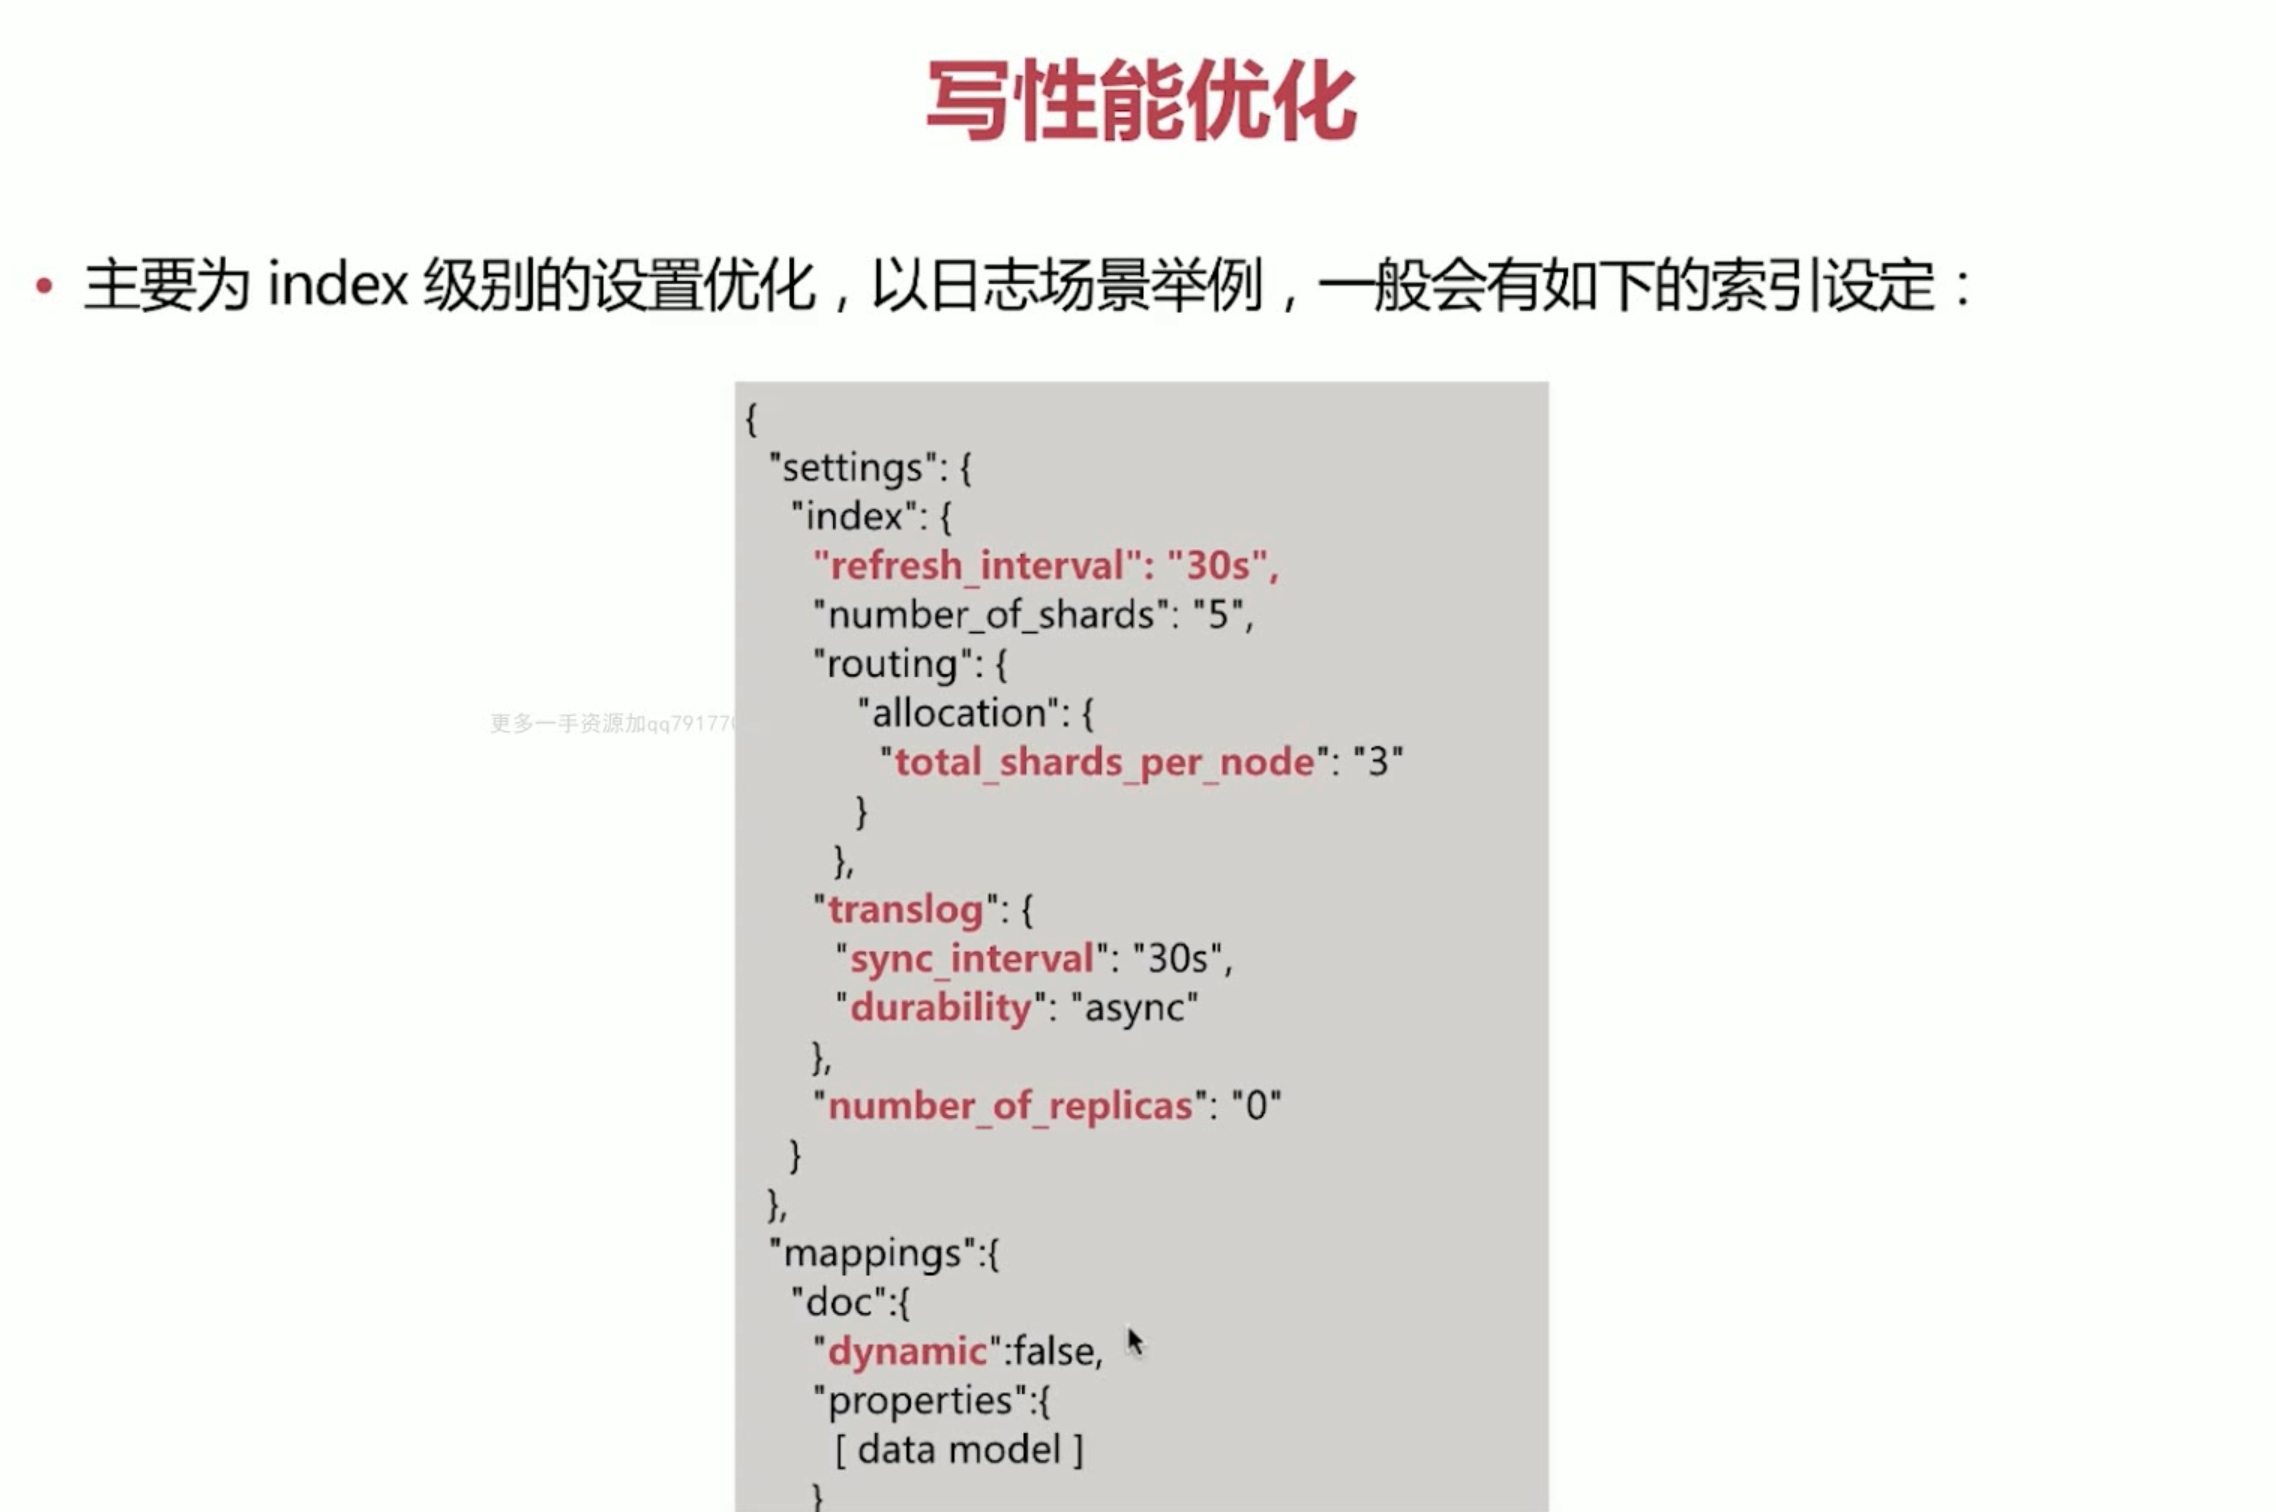 写性能优化
• 主要为 index 级别的设置优化，以日志场景举例，一般会有如下的索引设定：
{
"settings": {
"index": {
"refresh_interval": "30s",
"number_of_shards": "5",
"routing": {
"allocation": {
更多一手资源加qq79177
"total_shards_per_node": "3"
}
},
"translog": {
"sync_interval": "30s",
"durability": "async"
},
"number_of_replicas": "0"
}
},
"mappings":{
"doc":{
"dynamic":false,
"properties":{
[ data model ]
}